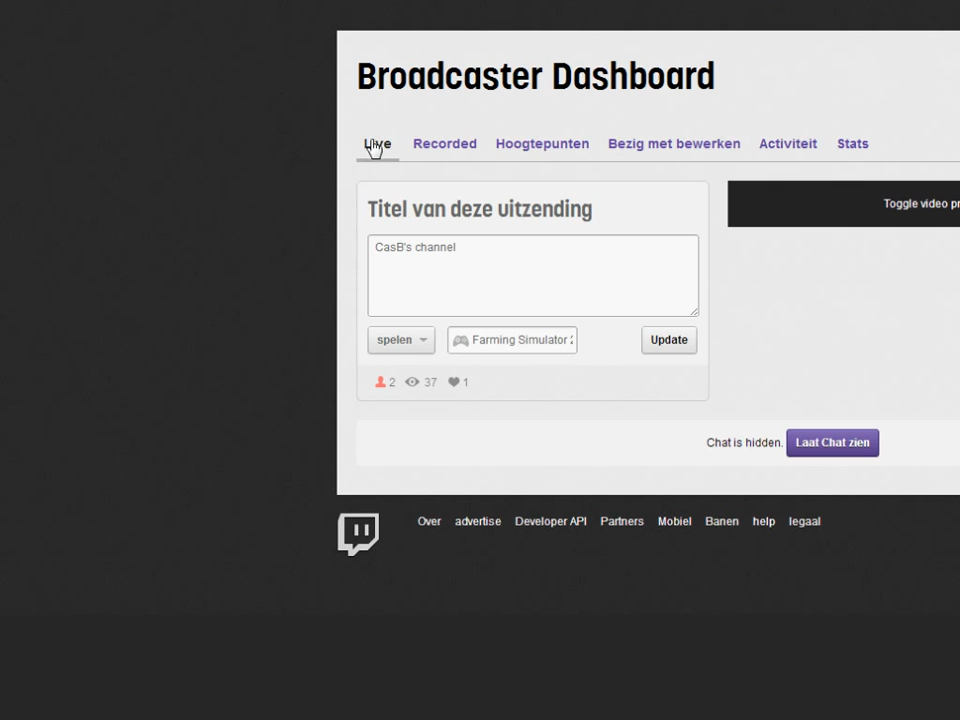 Broadcaster Dashboard
Live Recorded Hoogtepunten Bezig met bewerken Activiteit Stats
Titel van deze uitzending
Toggle video
CasB's channel
spelen Farming Simulator Update
2 37 1
Chat is hidden. Laat Chat zien
Over advertise Developer API Partners Mobiel Banen help legaal